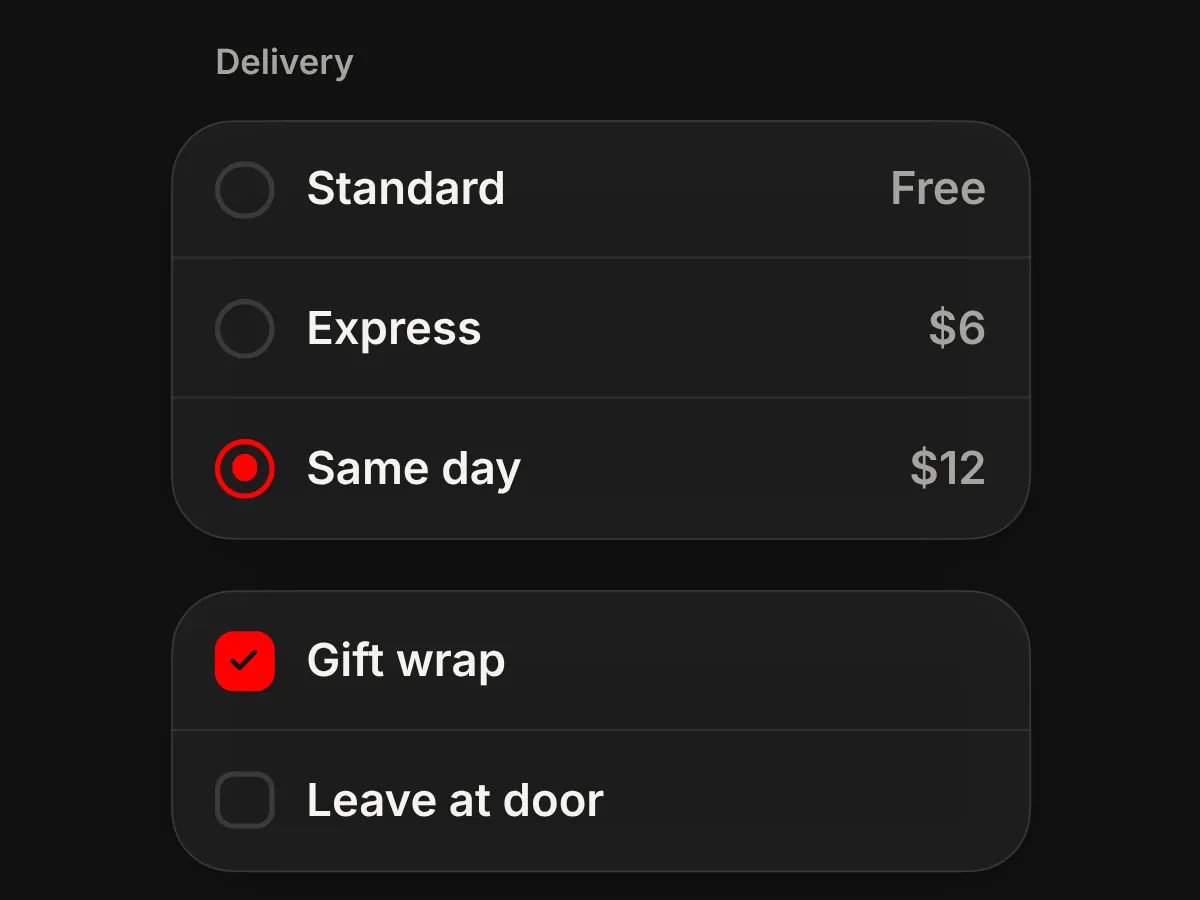 Delivery
Standard Free
Express $6
Same day $12
Gift wrap
Leave at door